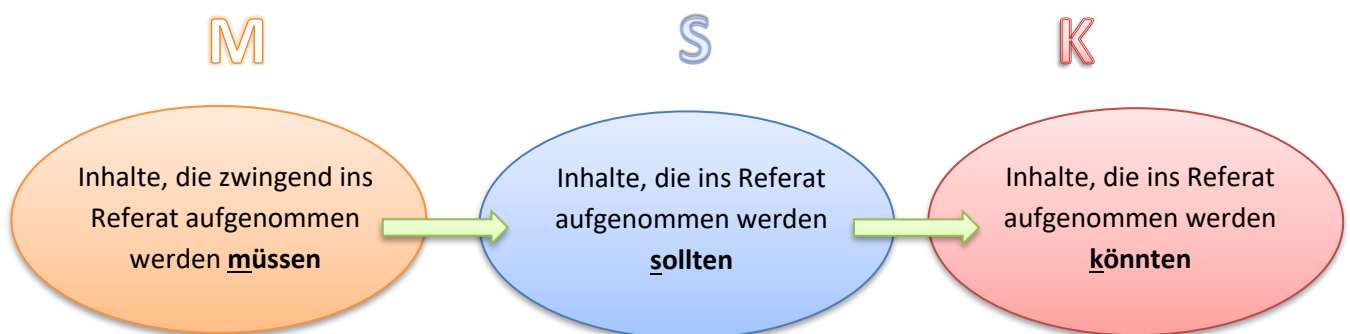 M
S
K
Inhalte, die zwingend ins
Referat aufgenommen
werden müssen
Inhalte, die ins Referat
aufgenommen werden
sollten
Inhalte, die ins Referat
aufgenommen werden
könnten